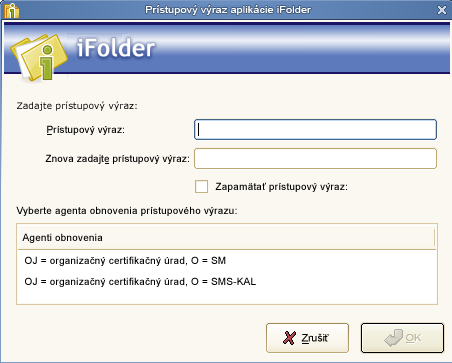 Prístupový výraz aplikácie iFolder
iFolder
Zadajte prístupový výraz:
Prístupový výraz:
Znova zadajte prístupový výraz:
Zapamätať prístupový výraz:
Vyberte agenta obnovenia prístupového výrazu:
Agenti obnovenia
OJ = organizačný certifikačný úrad, O = SM
OJ = organizačný certifikačný úrad, O = SMS-KAL
Zrušiť OK